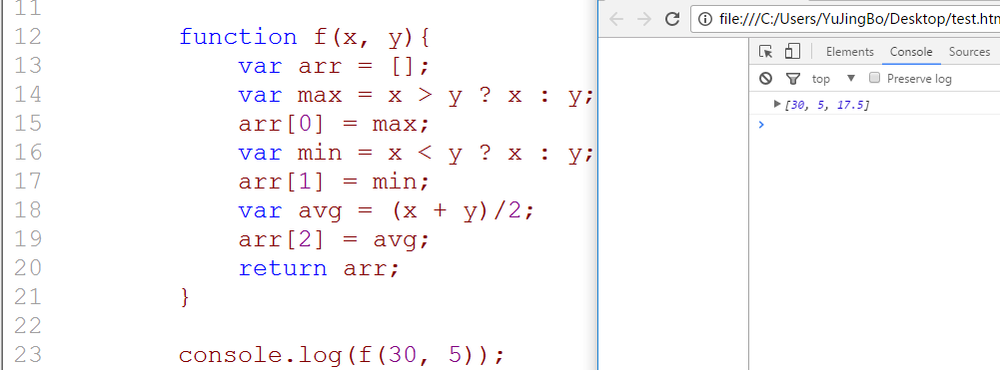 11
12 function f(x, y){
13 var arr = [];
14 var max = x > y ? x : y;
15 arr[0] = max;
16 var min = x < y ? x : y;
17 arr[1] = min;
18 var avg = (x + y)/2;
19 arr[2] = avg;
20 return arr;
21 }
22
23 console.log(f(30, 5));
file:///C:/Users/YuJingBo/Desktop/test.htm
Elements Console Sources
top Preserve log
[30, 5, 17.5]